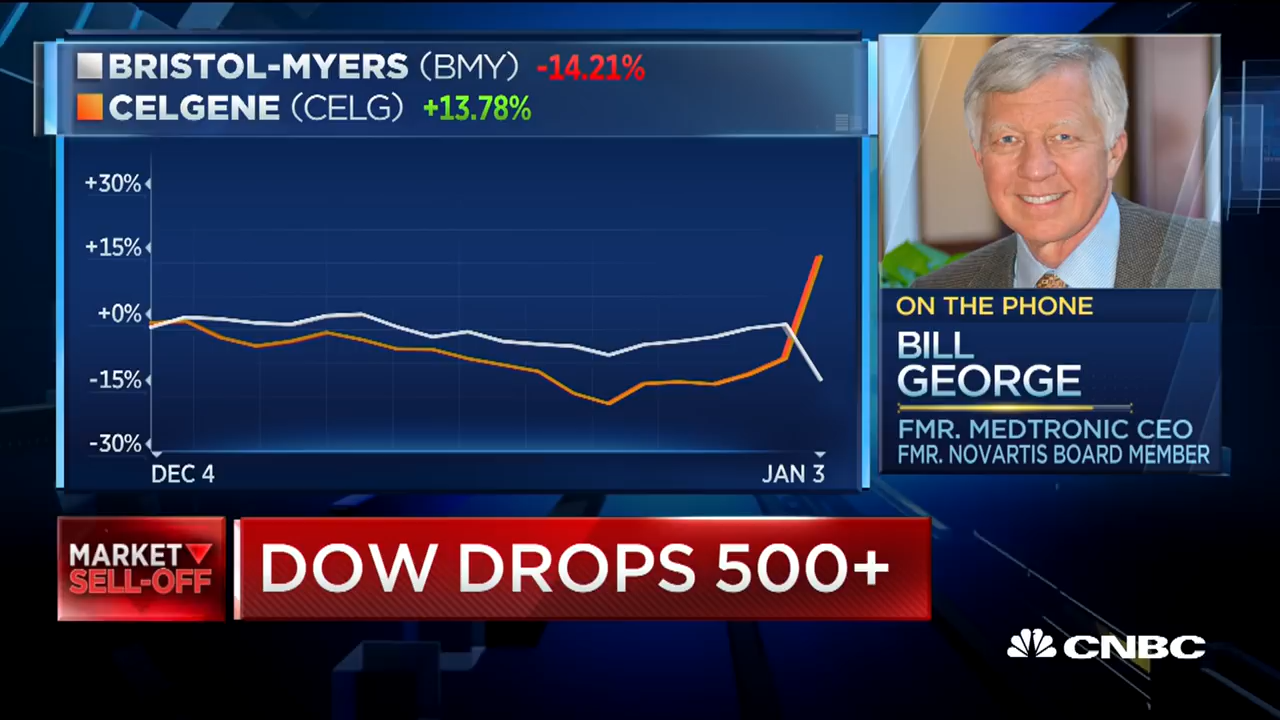 BRISTOL-MYERS (BMY) -14.21%
CELGENE (CELG) +13.78%
+30%
+15%
+0%
-15%
-30%
DEC 4
JAN 3
ON THE PHONE
BILL
GEORGE
FMR. MEDTRONIC CEO
FMR. NOVARTIS BOARD MEMBER
MARKET
SELL-OFF
DOW DROPS 500+
CNBC